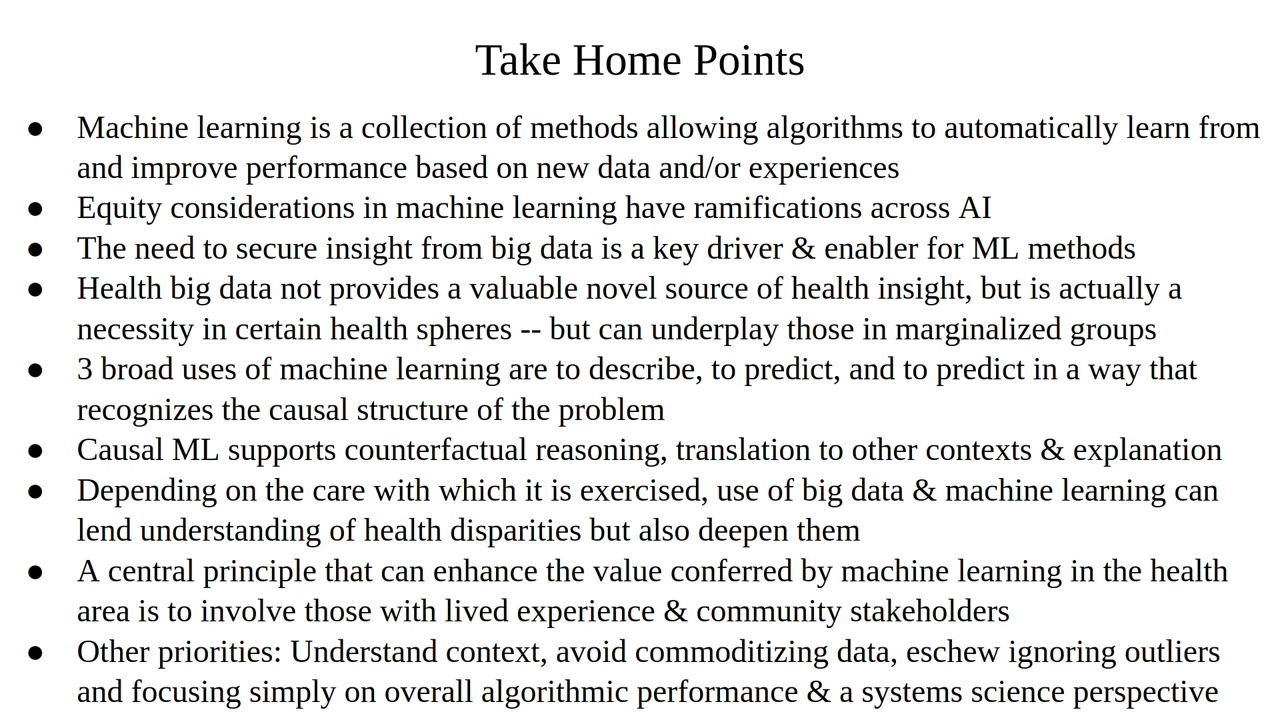 Take Home Points
● Machine learning is a collection of methods allowing algorithms to automatically learn from
and improve performance based on new data and/or experiences
● Equity considerations in machine learning have ramifications across AI
● The need to secure insight from big data is a key driver & enabler for ML methods
● Health big data not provides a valuable novel source of health insight, but is actually a
necessity in certain health spheres -- but can underplay those in marginalized groups
● 3 broad uses of machine learning are to describe, to predict, and to predict in a way that
recognizes the causal structure of the problem
● Causal ML supports counterfactual reasoning, translation to other contexts & explanation
● Depending on the care with which it is exercised, use of big data & machine learning can
lend understanding of health disparities but also deepen them
● A central principle that can enhance the value conferred by machine learning in the health
area is to involve those with lived experience & community stakeholders
● Other priorities: Understand context, avoid commoditizing data, eschew ignoring outliers
and focusing simply on overall algorithmic performance & a systems science perspective